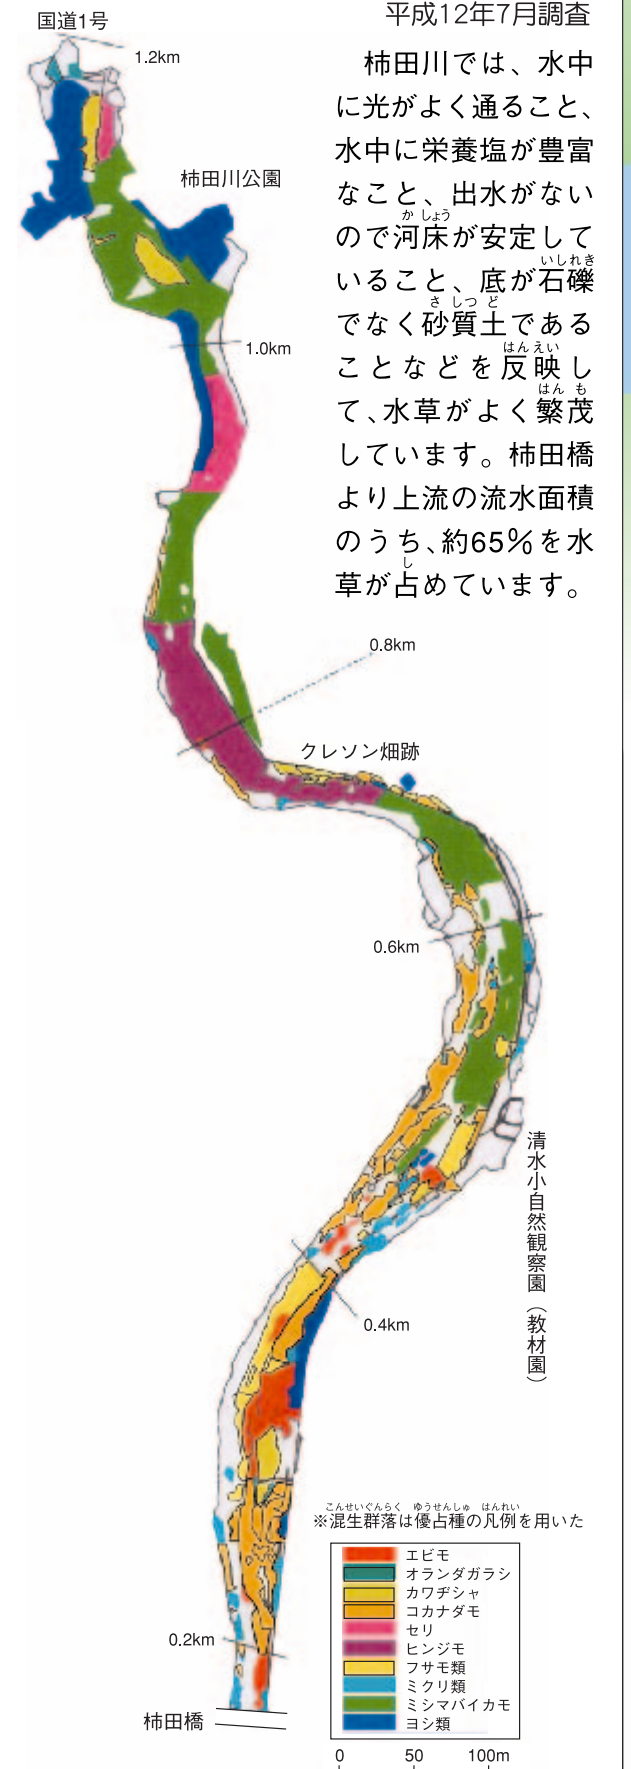 平成12年7月調査
国道1号
1.2km
柿田川では、水中
に光がよく通ること、
水中に栄養塩が豊富
なこと、出水がない
かしょう
ので河床が安定して
いしれき
いること、底が石礫
さしつど
でなく砂質土である
はんえい
ことなどを反映し
はんも
て、水草がよく繁茂
しています。柿田橋
より上流の流水面積
のうち、約65％を水
し
草が占めています。
柿田川公園
1.0km
0.8km
クレソン畑跡
0.6km
清水小自然観察園（教材園）
0.4km
こんせいぐんらく ゆうせんしゅ はんれい
※混生群落は優占種の凡例を用いた
エビモ
オランダガラシ
カワヂシャ
コカナダモ
セリ
ヒンジモ
フサモ類
ミクリ類
ミシマバイカモ
ヨシ類
0.2km
柿田橋
0 50 100m